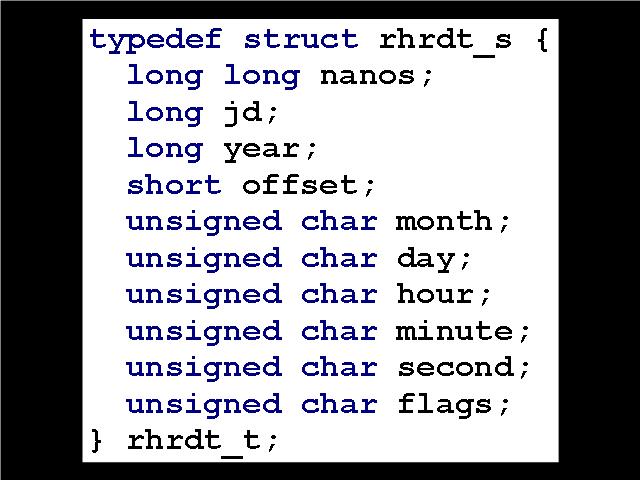 typedef struct rhrdt_s {
  long long nanos;
  long jd;
  long year;
  short offset;
  unsigned char month;
  unsigned char day;
  unsigned char hour;
  unsigned char minute;
  unsigned char second;
  unsigned char flags;
} rhrdt_t;